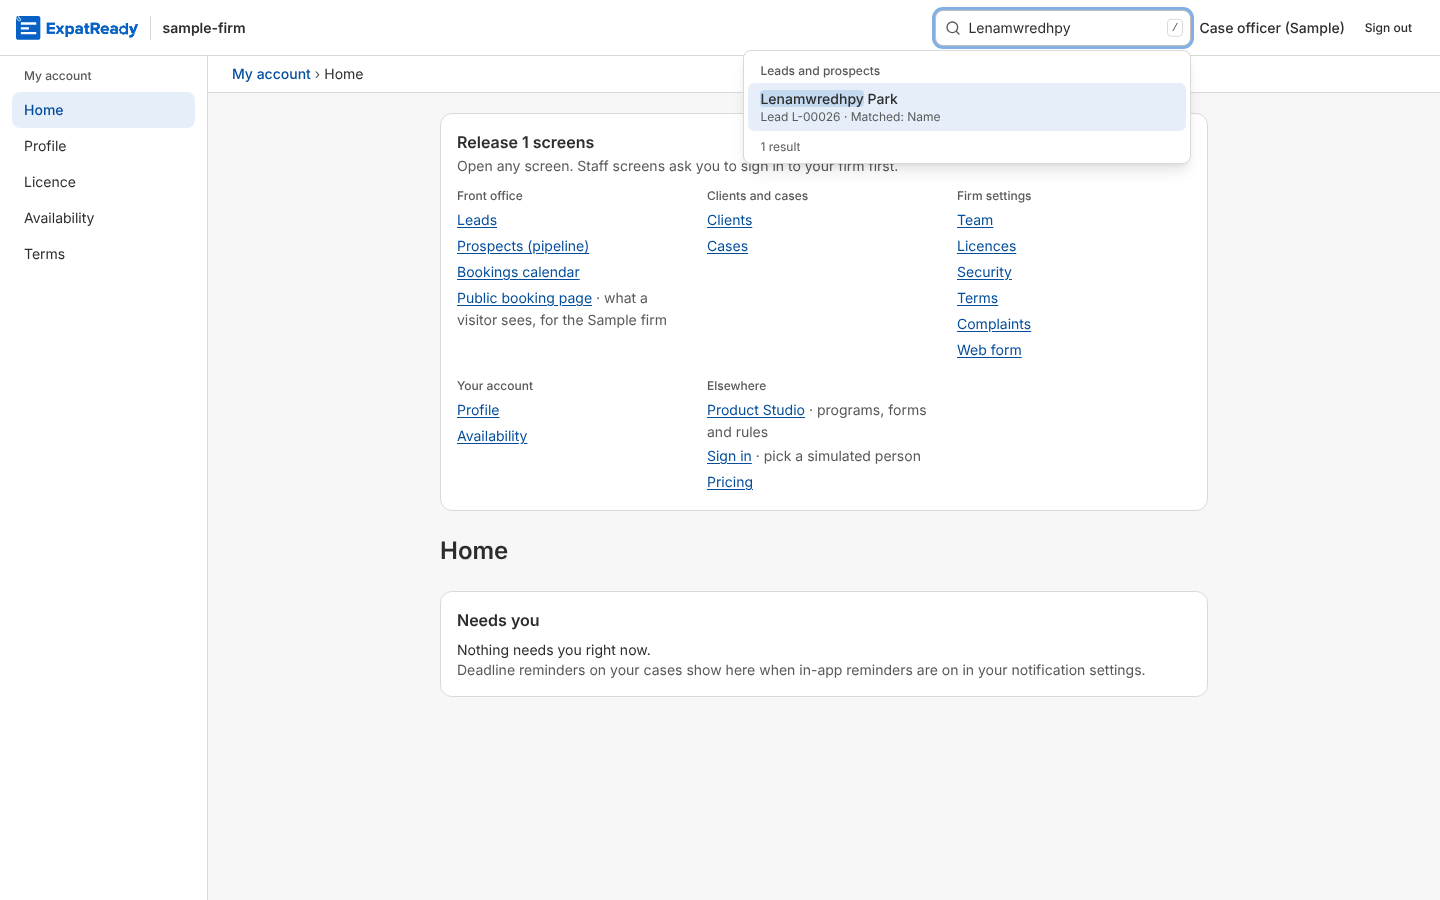 ExpatReady
sample-firm
Lenamwredhpy
/
Case officer (Sample)
Sign out
My account
Home
Profile
Licence
Availability
Terms
My account › Home
Leads and prospects
Lenamwredhpy Park
Lead L-00026 · Matched: Name
1 result
Release 1 screens
Open any screen. Staff screens ask you to sign in to your firm first.
Front office
Leads
Prospects (pipeline)
Bookings calendar
Public booking page · what a
visitor sees, for the Sample firm
Clients and cases
Clients
Cases
Firm settings
Team
Licences
Security
Terms
Complaints
Web form
Your account
Profile
Availability
Elsewhere
Product Studio · programs, forms
and rules
Sign in · pick a simulated person
Pricing
Home
Needs you
Nothing needs you right now.
Deadline reminders on your cases show here when in-app reminders are on in your notification settings.